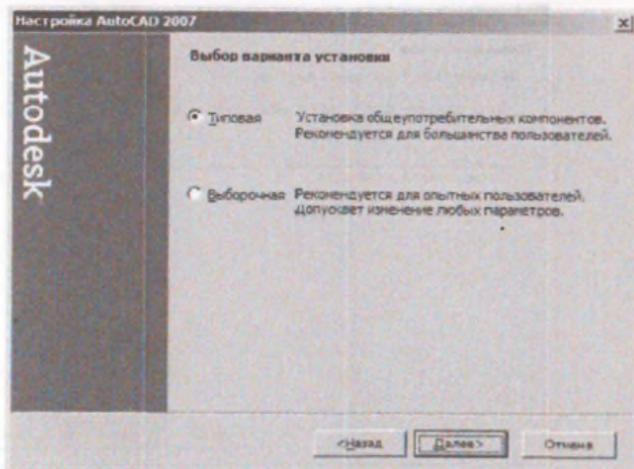 Настройка AutoCAD 2007
Autodesk
Выбор варианта установки
Типовая Установка общеупотребительных компонентов.
Рекомендуется для большинства пользователей.
Выборочная Рекомендуется для опытных пользователей.
Допускает изменение любых параметров.
<Назад Далее> Отмена